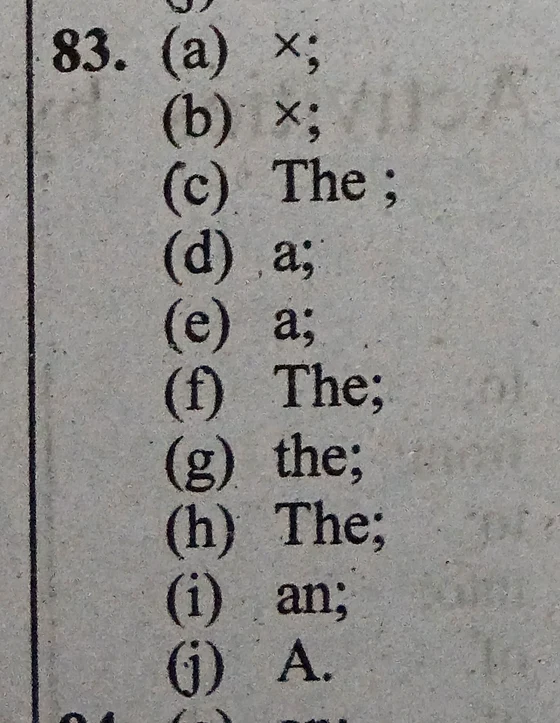 83. (a) ×;
(b) ×;
(c) The ;
(d) a;
(e) a;
(f) The;
(g) the;
(h) The;
(i) an;
(j) A.